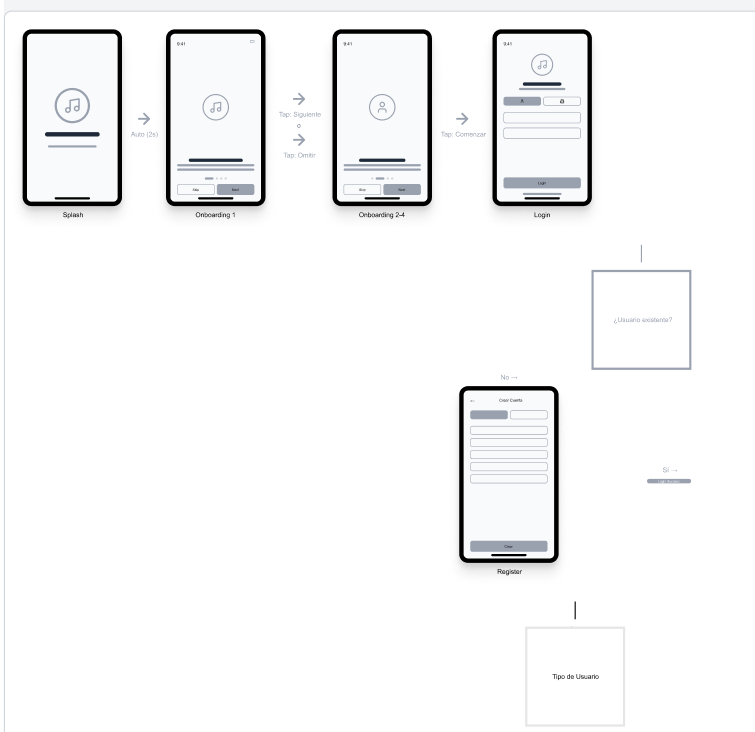 9:41
9:41
9:41
Auto (2s)
Tap: Siguiente
o
Tap: Omitir
Tap: Comenzar
Skip
Next
Skip
Next
Login
Splash
Onboarding 1
Onboarding 2-4
Login
¿Usuario existente?
No →
← Crear Cuenta
Sí →
Crear
Register
Tipo de Usuario